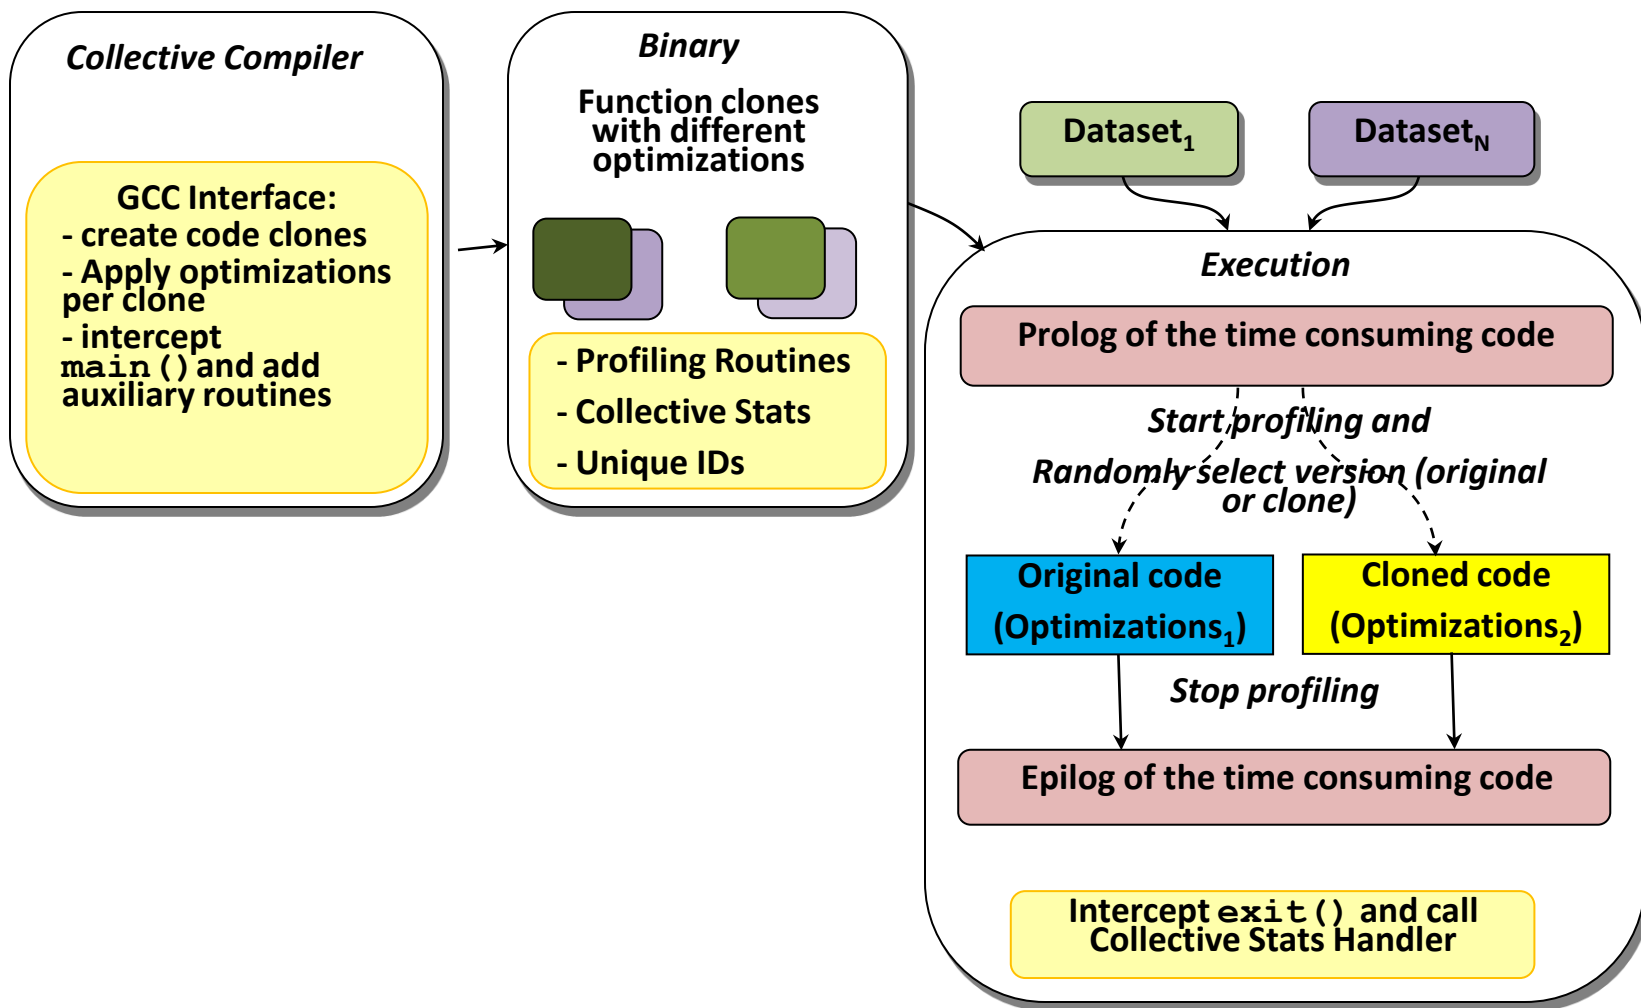 Collective Compiler
GCC Interface:
- create code clones
- Apply optimizations
per clone
- intercept
main() and add
auxiliary routines
Binary
Function clones
with different
optimizations
- Profiling Routines
- Collective Stats
- Unique IDs
Dataset1
DatasetN
Execution
Prolog of the time consuming code
Start profiling and
Randomly select version (original
or clone)
Original code
(Optimizations1)
Cloned code
(Optimizations2)
Stop profiling
Epilog of the time consuming code
Intercept exit() and call
Collective Stats Handler